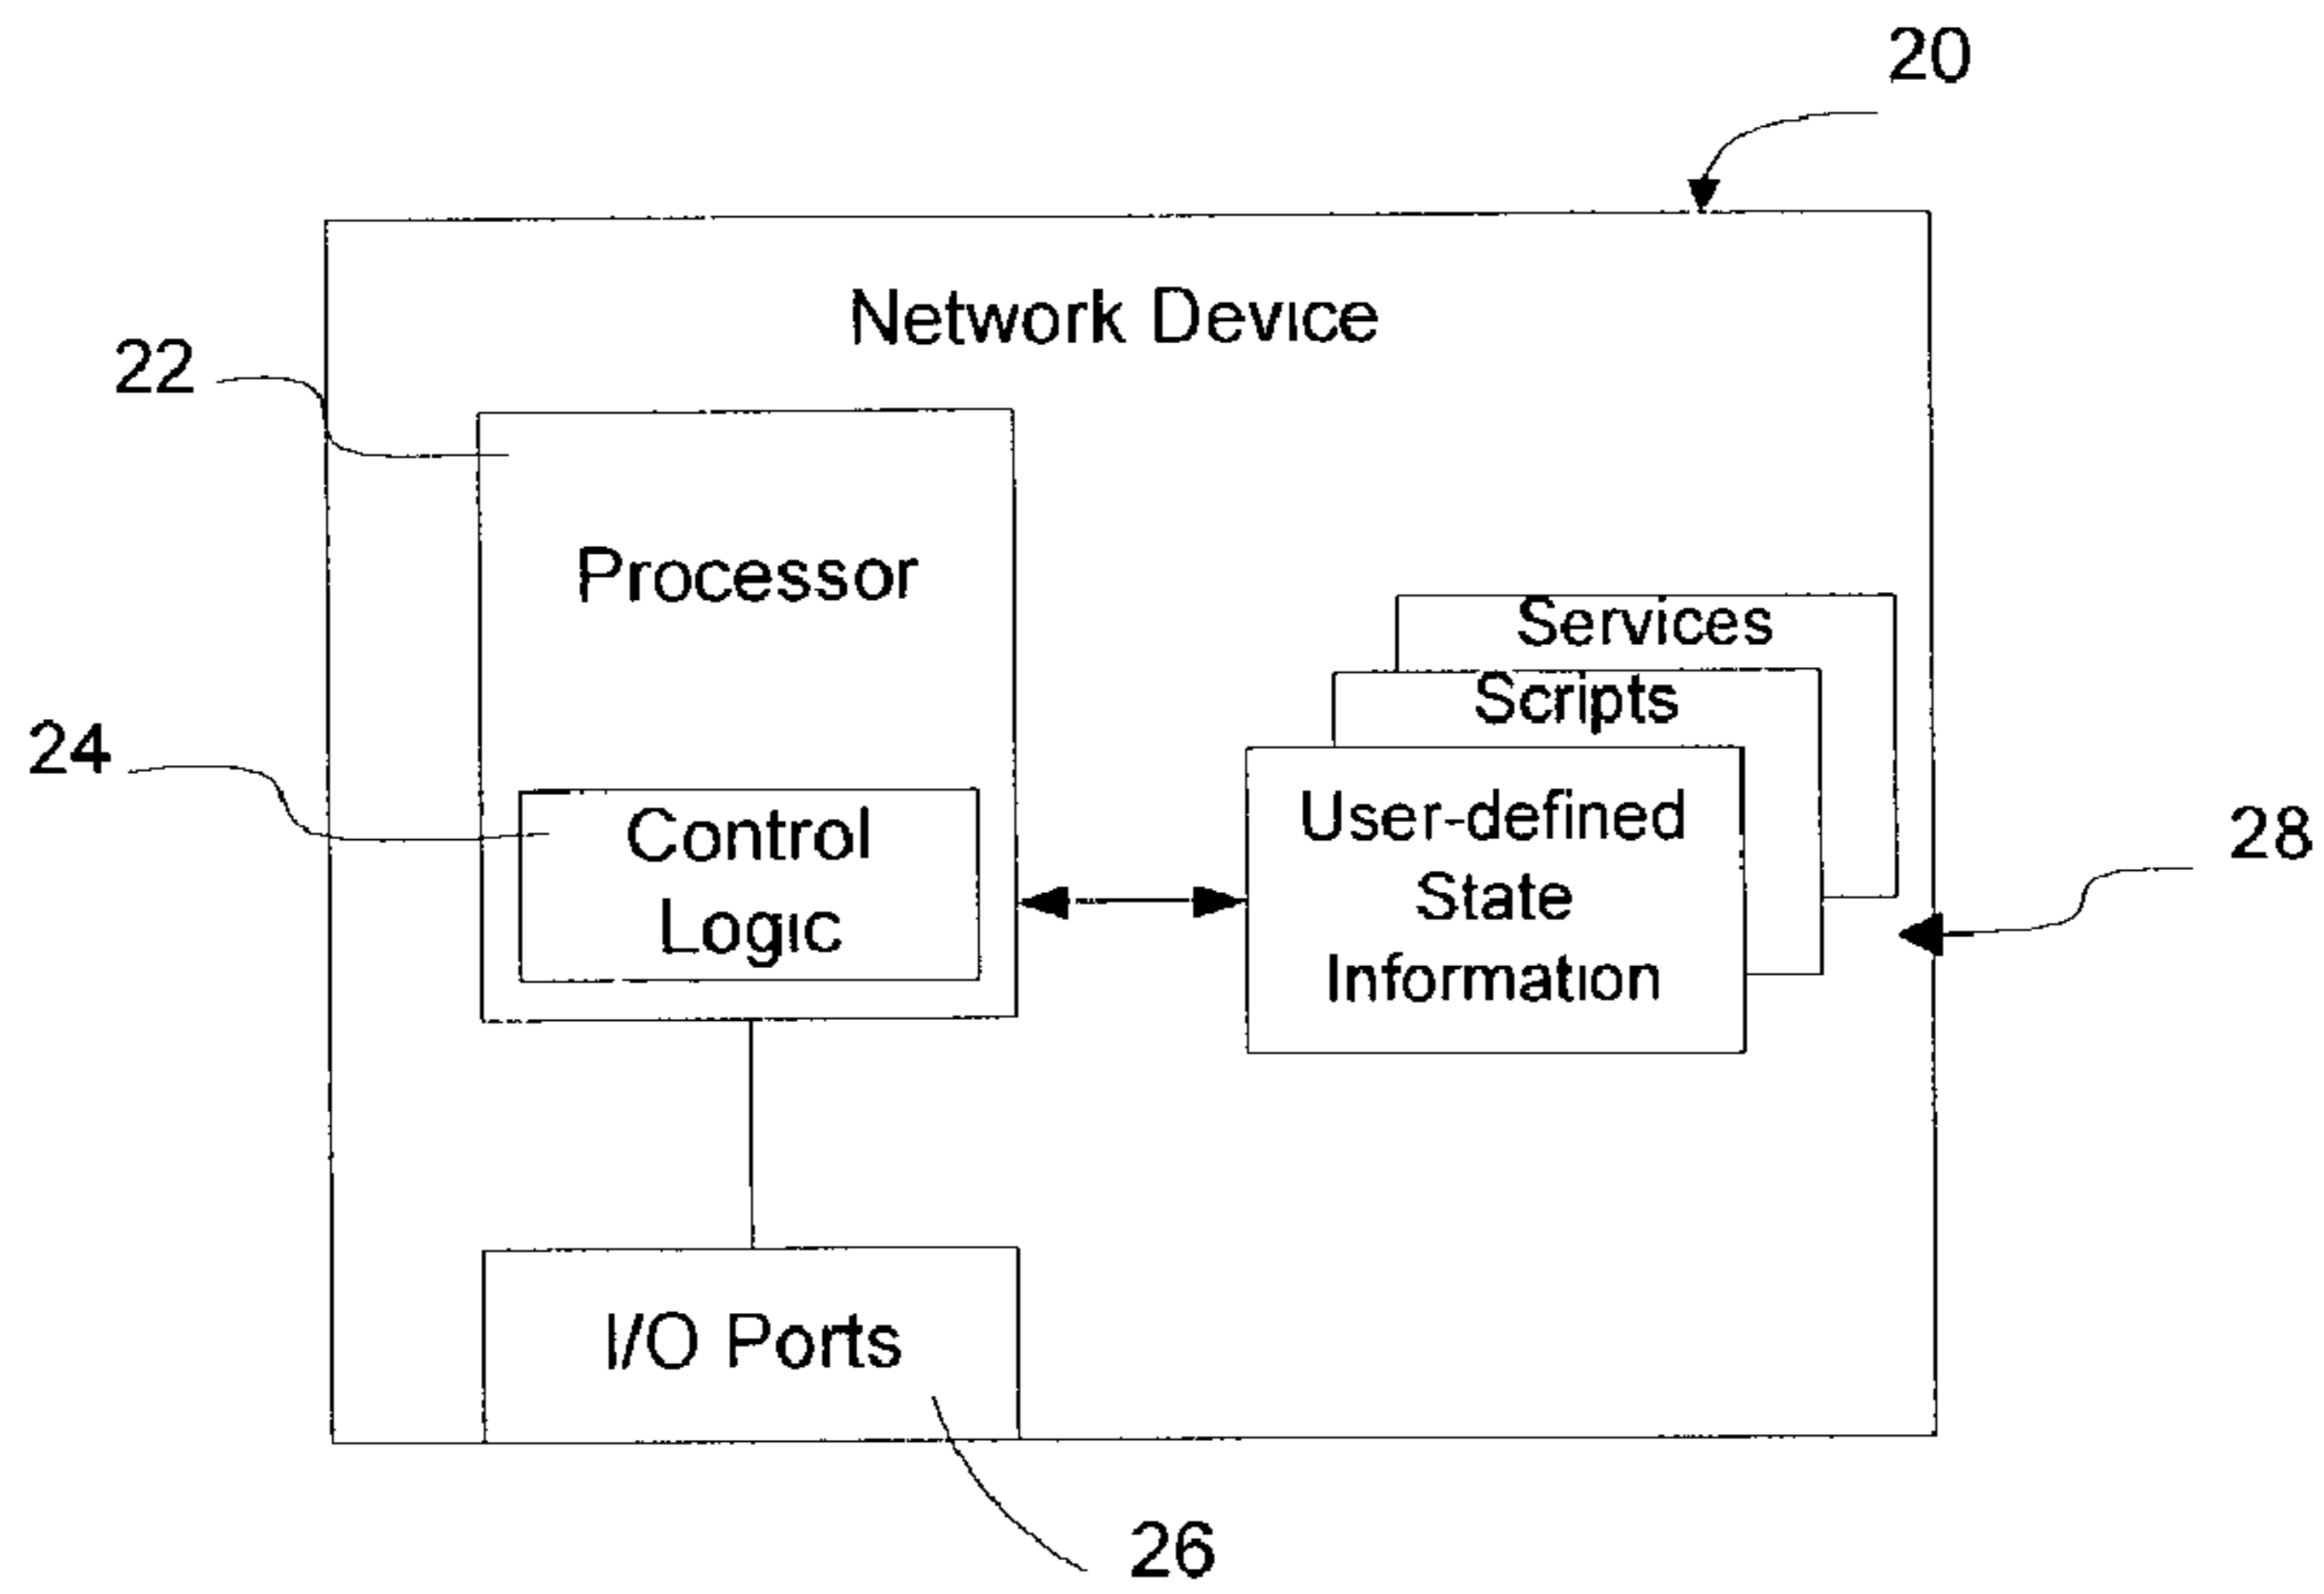 20
Network Device
22
Processor
Services
Scripts
24
Control
Logic
User-defined
State
Information
28
I/O Ports
26